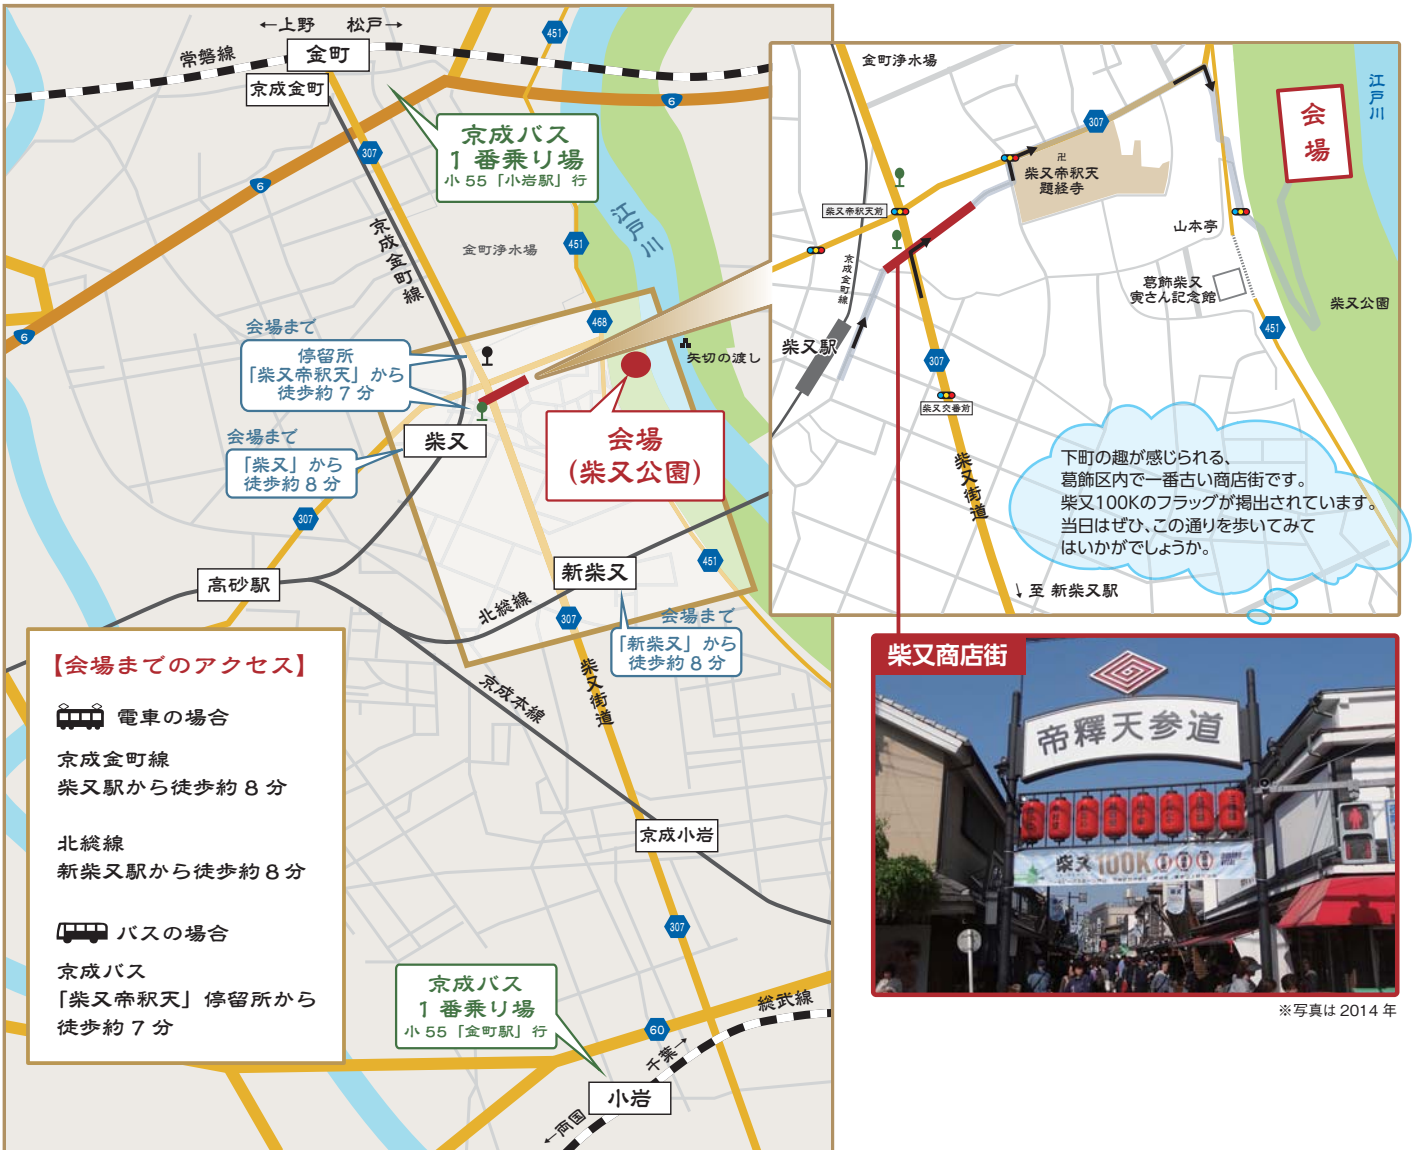 ←上野　松戸→
常磐線
金町
京成金町
451
6
京成バス
1番乗り場
小55「小岩駅」行
307
6
京成金町線
江戸川
金町浄水場
451
468
6
矢切の渡し
会場まで
停留所
「柴又帝釈天」から
徒歩約7分
会場まで
「柴又」から
徒歩約8分
柴又
会場
(柴又公園)
307
高砂駅
新柴又
451
北総線
307
会場まで
「新柴又」から
徒歩約8分
柴又街道
京成本線
京成小岩
307
【会場までのアクセス】
電車の場合
京成金町線
柴又駅から徒歩約8分
北総線
新柴又駅から徒歩約8分
バスの場合
京成バス
「柴又帝釈天」停留所から
徒歩約7分
京成バス
1番乗り場
小55「金町駅」行
総武線
60
千葉→
小岩
←両国
金町浄水場
江戸川
会場
307
卍
柴又帝釈天
題経寺
柴又帝釈天前
山本亭
京成金町線
葛飾柴又
寅さん記念館
柴又公園
柴又駅
451
307
柴又交番前
柴又街道
下町の趣が感じられる、
葛飾区内で一番古い商店街です。
柴又100Kのフラッグが掲出されています。
当日はぜひ、この通りを歩いてみて
はいかがでしょうか。
↓至 新柴又駅
柴又商店街
帝釋天参道
柴又100K
※写真は2014年